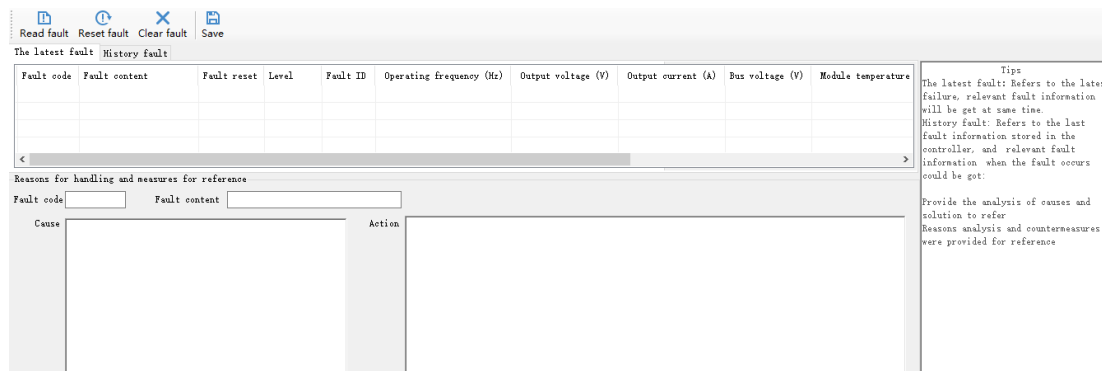 Read fault Reset fault Clear fault Save
The latest fault History fault
Fault code Fault content Fault reset Level Fault ID Operating frequency (Hz) Output voltage (V) Output current (A) Bus voltage (V) Module temperature
Reasons for handling and measures for reference
Fault code Fault content
Cause Action
Tips
The latest fault: Refers to the lates
failure, relevant fault information
will be get at same time.
History fault: Refers to the last
fault information stored in the
controller, and relevant fault
information when the fault occurs
could be got:
Provide the analysis of causes and
solution to refer
Reasons analysis and countermeasures
were provided for reference